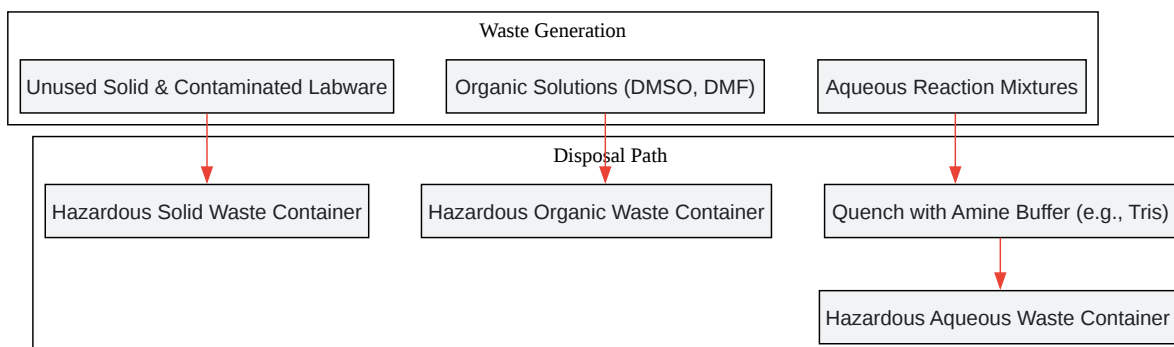 Waste Generation
Unused Solid & Contaminated Labware
Organic Solutions (DMSO, DMF)
Aqueous Reaction Mixtures
Disposal Path
Hazardous Solid Waste Container
Hazardous Organic Waste Container
Quench with Amine Buffer (e.g., Tris)
Hazardous Aqueous Waste Container